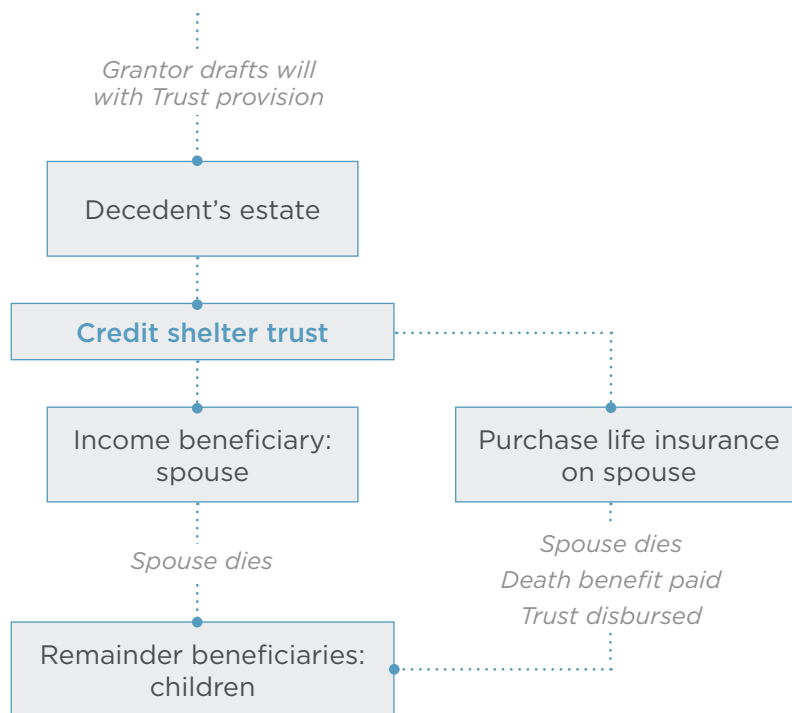 Grantor drafts will
with Trust provision
Decedent’s estate
Credit shelter trust
Income beneficiary:
spouse
Purchase life insurance
on spouse
Spouse dies
Spouse dies
Death benefit paid
Trust disbursed
Remainder beneficiaries:
children